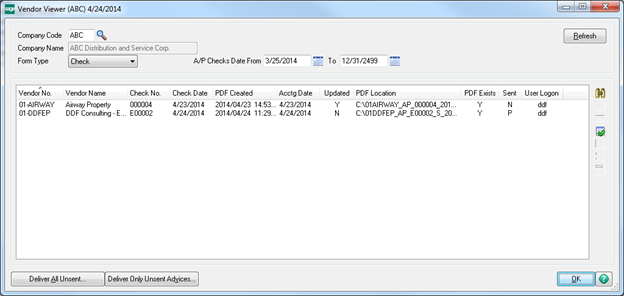 sage Vendor Viewer (ABC) 4/24/2014
Company Code ABC
Refresh
Company Name ABC Distribution and Service Corp.
Form Type Check A/P Checks Date From 3/25/2014 To 12/31/2499
Vendor No. Vendor Name Check No. Check Date PDF Created Acctg Date Updated PDF Location PDF Exists Sent User Logon
01-AIRWAY Airway Property 000004 4/23/2014 2014/04/23 14:53... 4/23/2014 Y C:\01AIRWAY_AP_000004_201... Y N ddf
01-DDFEP DDF Consulting - E... E00002 4/24/2014 2014/04/24 11:29... 4/24/2014 N C:\01DDFEP_AP_E00002_S_20... Y P ddf
Deliver All Unsent... Deliver Only Unsent Advices... OK